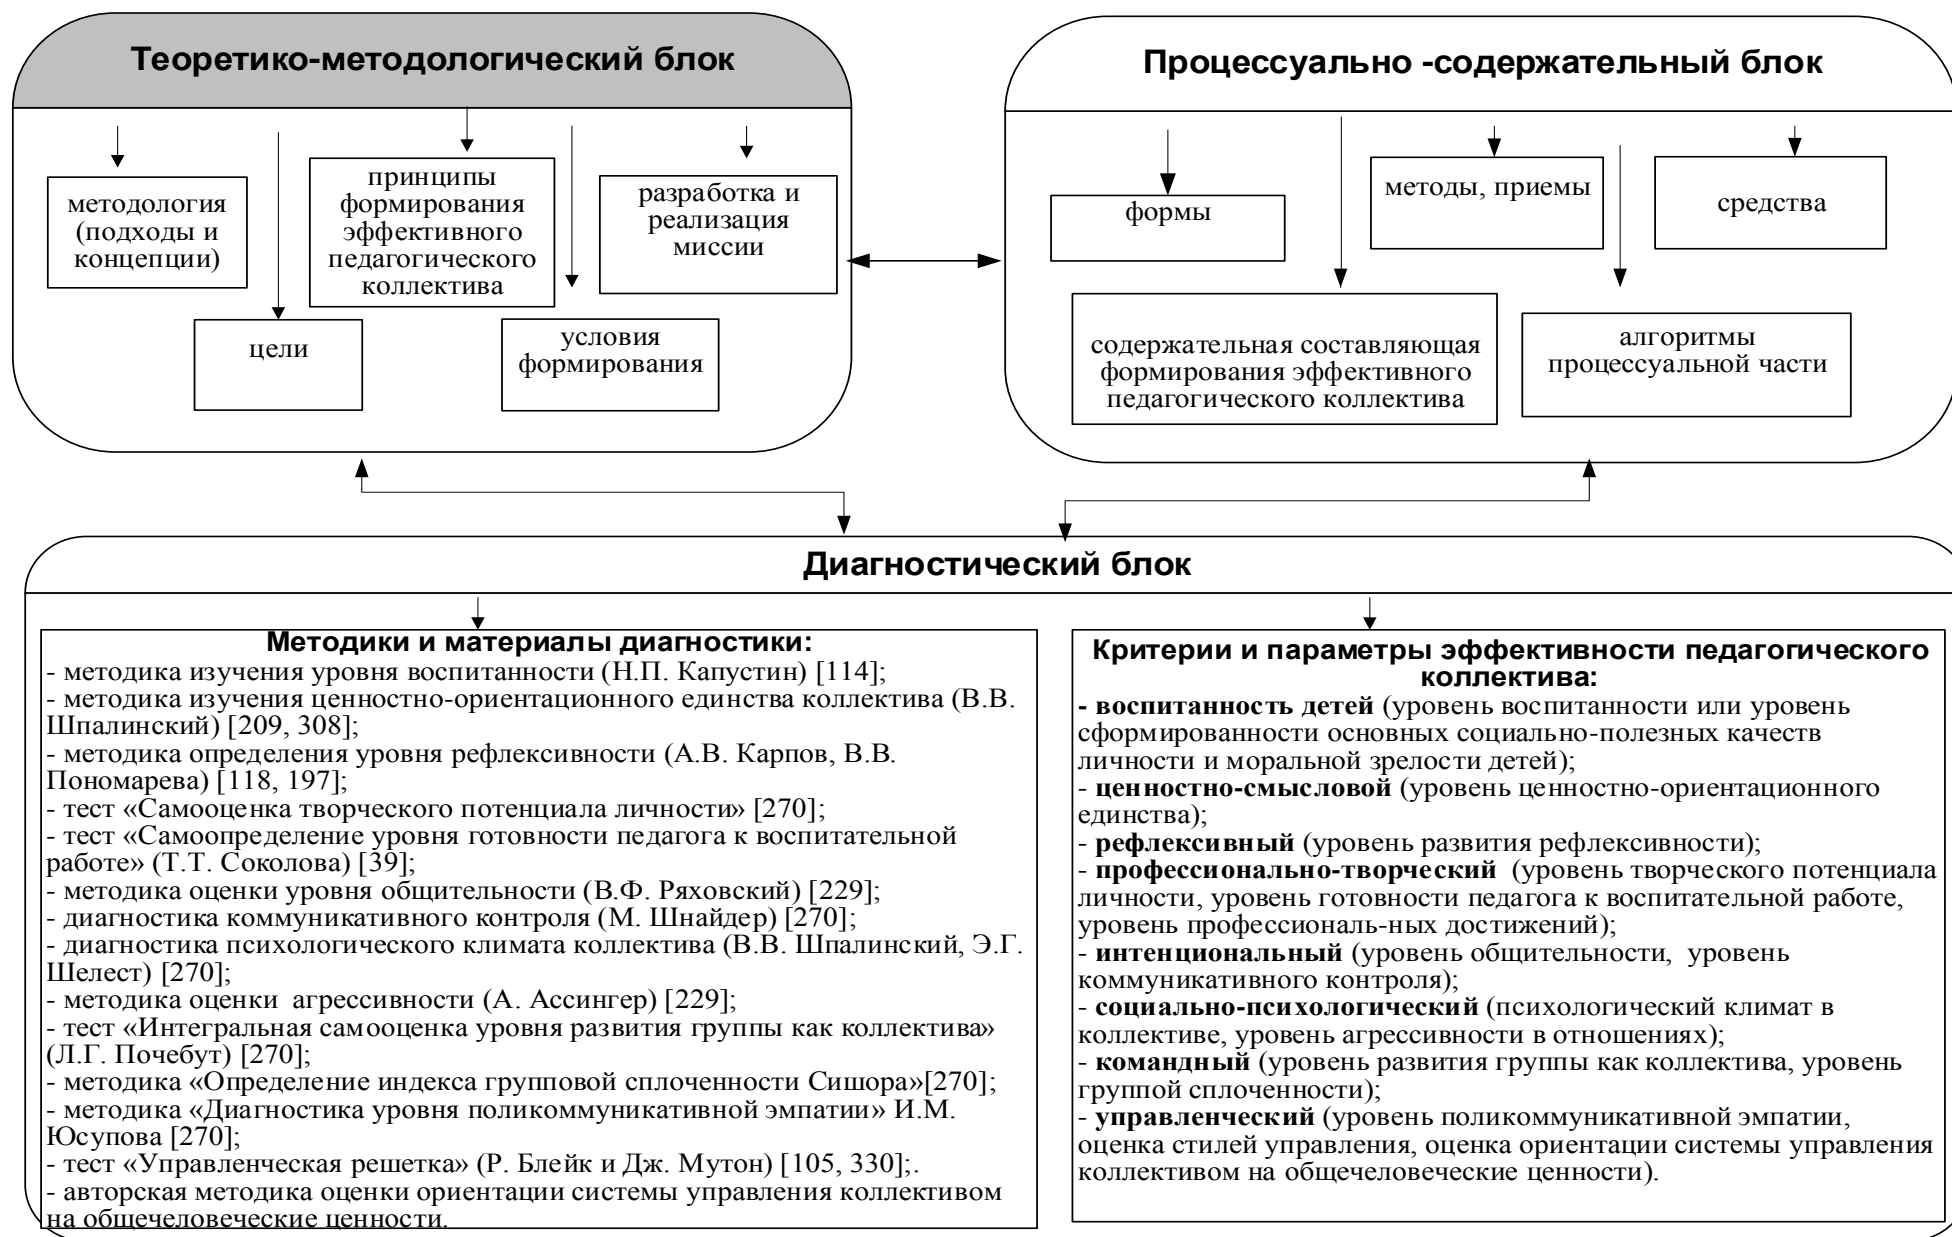 Теоретико-методологический блок
методология
(подходы и
концепции)
цели
принципы
формирования
эффективного
педагогического
коллектива
условия
формирования
разработка и
реализация
миссии
Процессуально -содержательный блок
формы
содержательная составляющая
формирования эффективного
педагогического коллектива
методы, приемы
алгоритмы
процессуальной части
средства
Диагностический блок
Методики и материалы диагностики:
- методика изучения уровня воспитанности (Н.П. Капустин) [114];
- методика изучения ценностно-ориентационного единства коллектива (В.В.
Шпалинский) [209, 308];
- методика определения уровня рефлексивности (А.В. Карпов, В.В.
Пономарева) [118, 197];
- тест «Самооценка творческого потенциала личности» [270];
- тест «Самоопределение уровня готовности педагога к воспитательной
работе» (Т.Т. Соколова) [39];
- методика оценки уровня общительности (В.Ф. Ряховский) [229];
- диагностика коммуникативного контроля (М. Шнайдер) [270];
- диагностика психологического климата коллектива (В.В. Шпалинский, Э.Г.
Шелест) [270];
- методика оценки  агрессивности (А. Ассингер) [229];
- тест «Интегральная самооценка уровня развития группы как коллектива»
(Л.Г. Почебут) [270];
- методика «Определение индекса групповой сплоченности Сишора»[270];
- методика «Диагностика уровня поликоммуникативной эмпатии» И.М.
Юсупова [270];
- тест «Управленческая решетка» (Р. Блейк и Дж. Мутон) [105, 330];.
- авторская методика оценки ориентации системы управления коллективом
на общечеловеческие ценности.
Критерии и параметры эффективности педагогического
коллектива:
- воспитанность детей (уровень воспитанности или уровень
сформированности основных социально-полезных качеств
личности и моральной зрелости детей);
- ценностно-смысловой (уровень ценностно-ориентационного
единства);
- рефлексивный (уровень развития рефлексивности);
- профессионально-творческий  (уровень творческого потенциала
личности, уровень готовности педагога к воспитательной работе,
уровень профессиональ-ных достижений);
- интенциональный (уровень общительности,  уровень
коммуникативного контроля);
- социально-психологический (психологический климат в
коллективе, уровень агрессивности в отношениях);
- командный (уровень развития группы как коллектива, уровень
группой сплоченности);
- управленческий (уровень поликоммуникативной эмпатии,
оценка стилей управления, оценка ориентации системы управления
коллективом на общечеловеческие ценности).